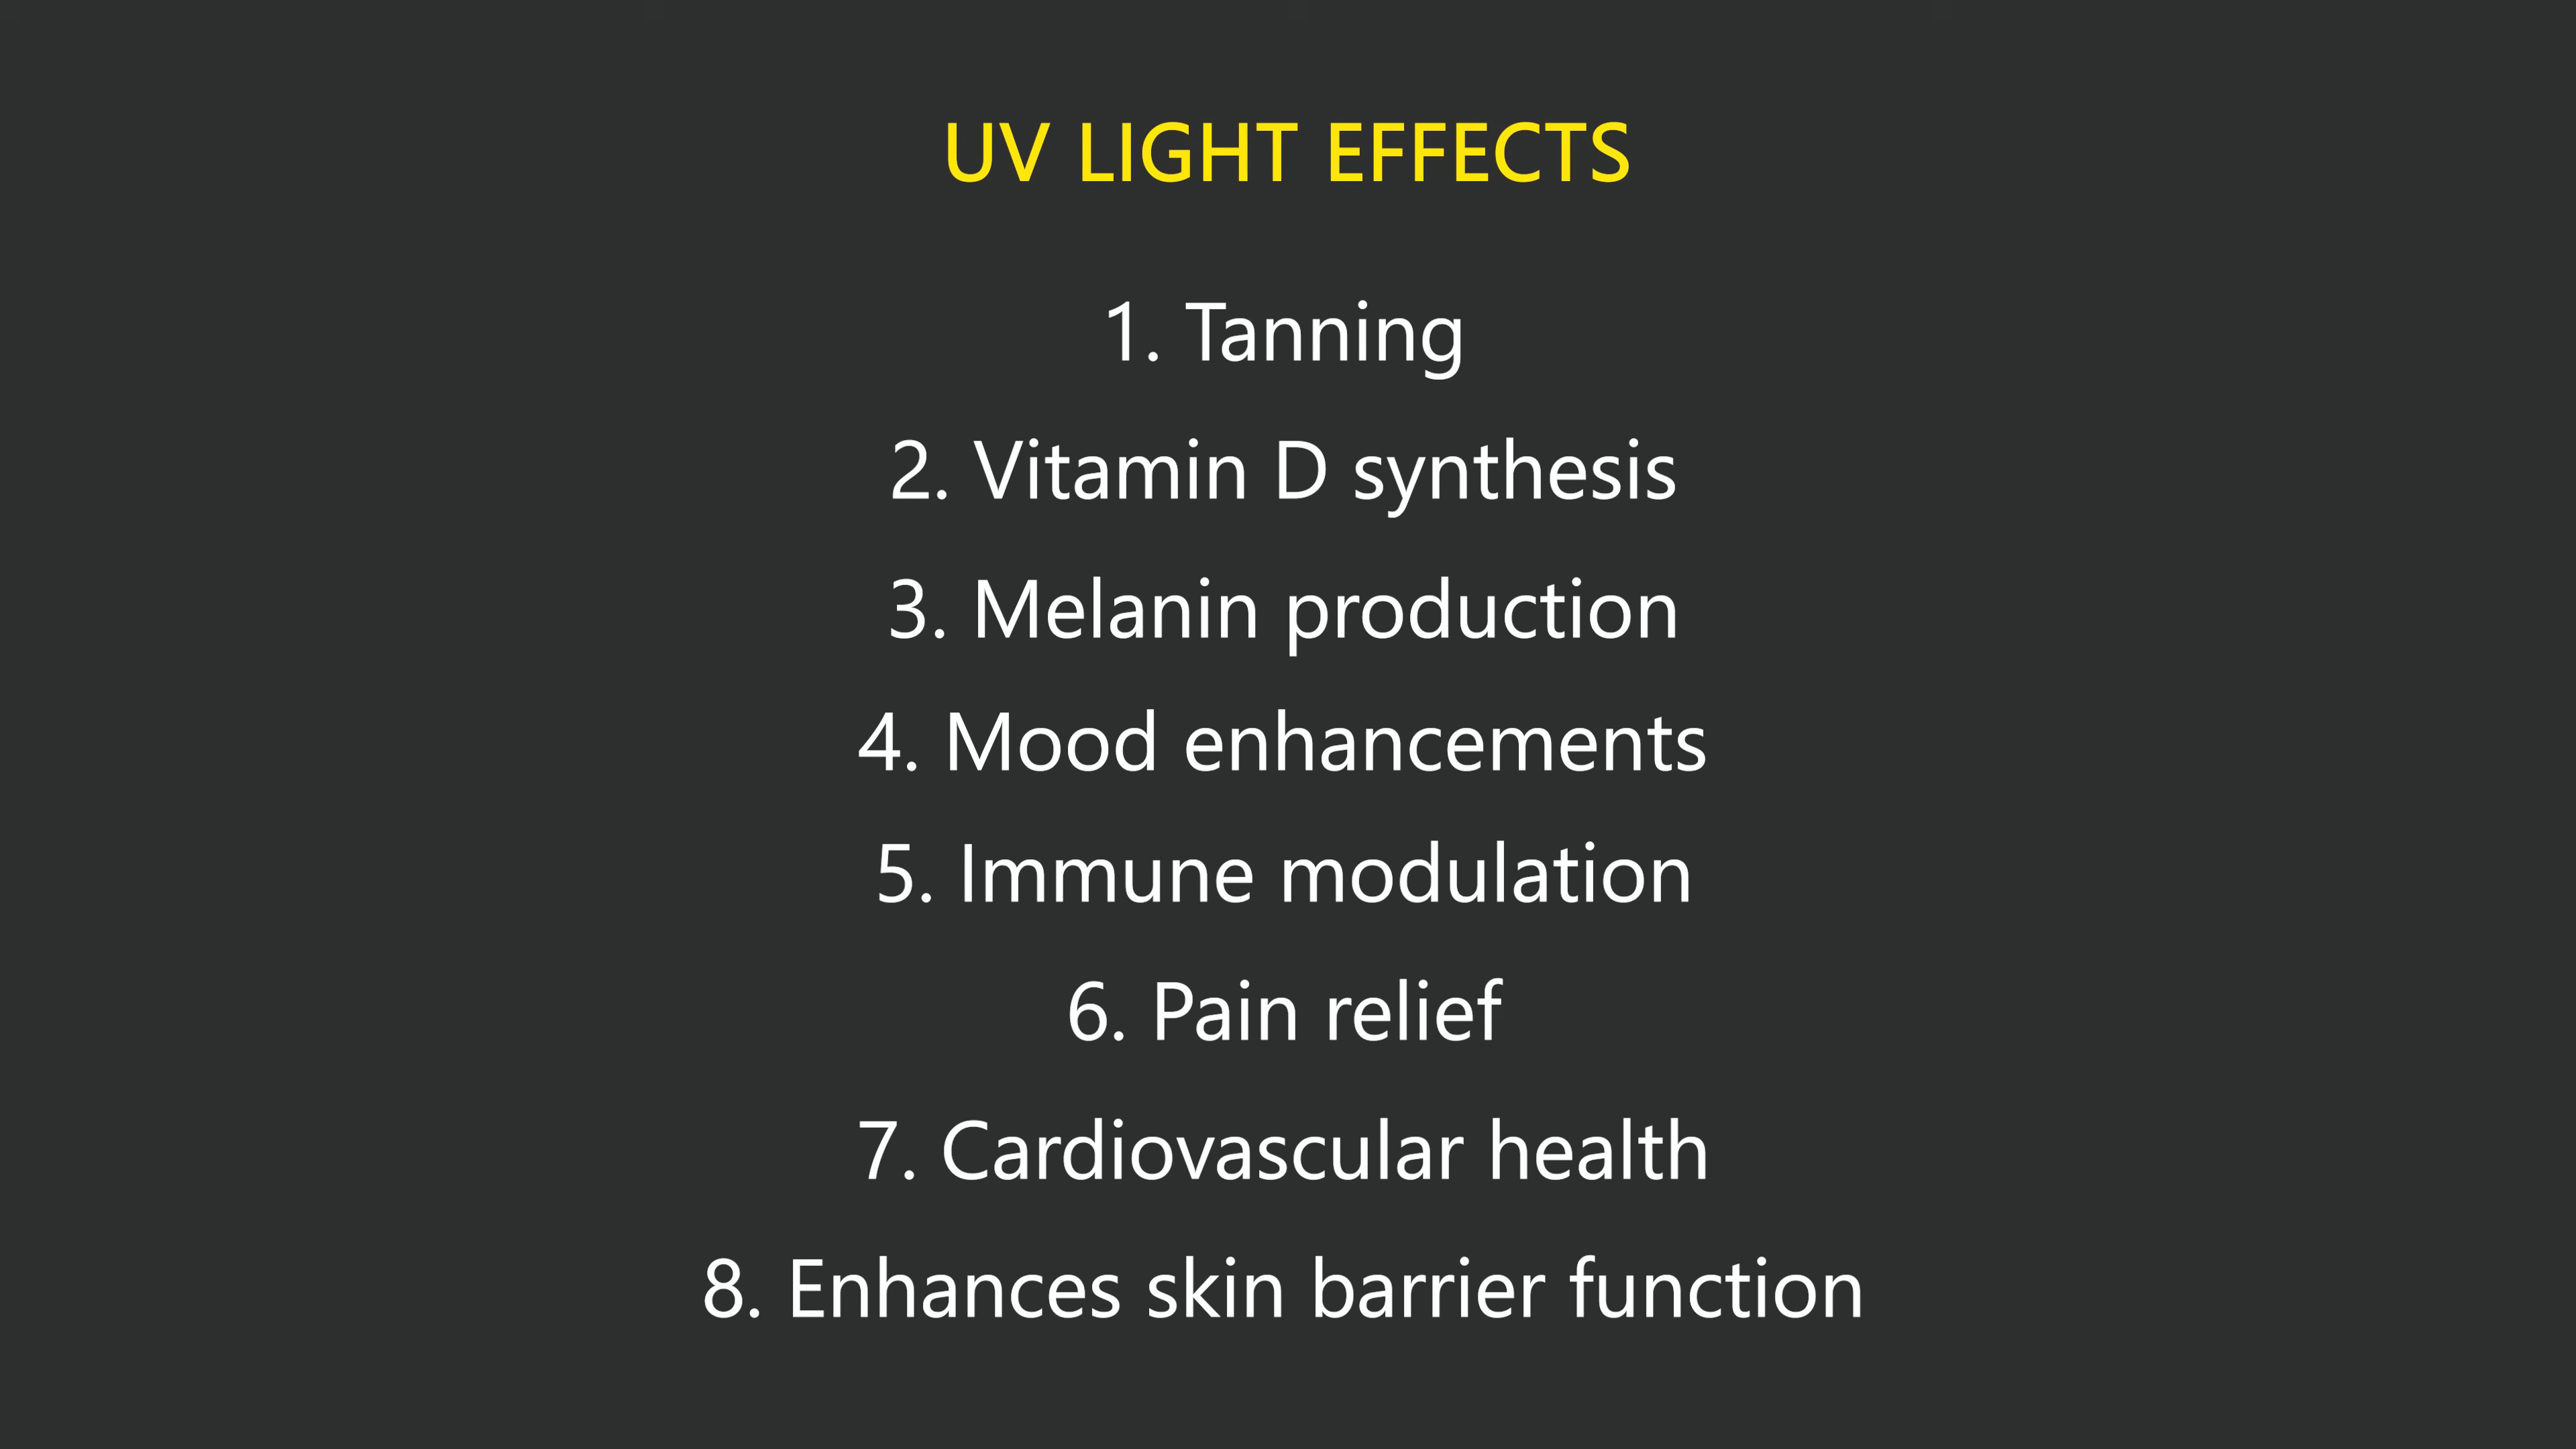 UV LIGHT EFFECTS
1. Tanning
2. Vitamin D synthesis
3. Melanin production
4. Mood enhancements
5. Immune modulation
6. Pain relief
7. Cardiovascular health
8. Enhances skin barrier function